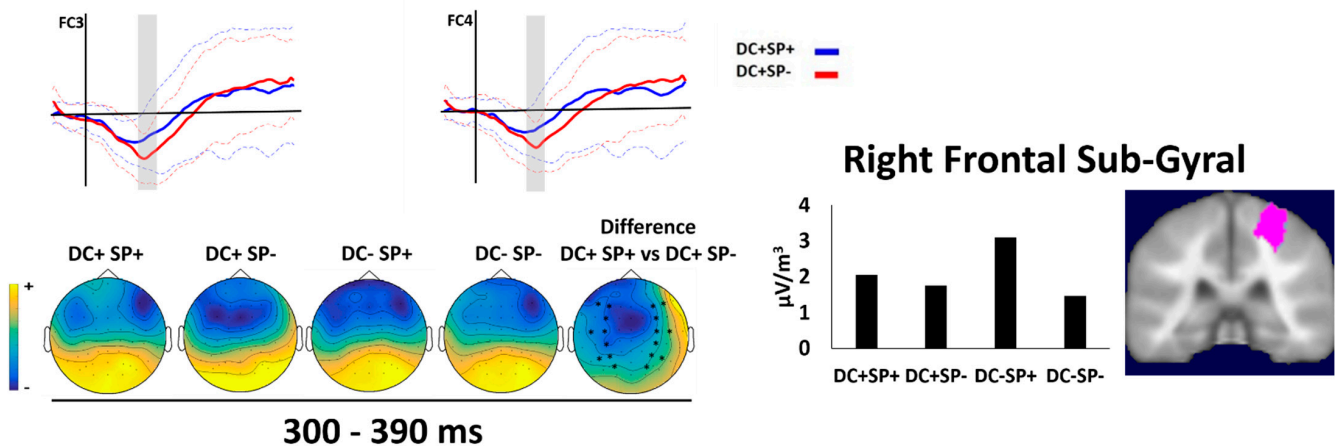 FC3
FC4
DC+SP+
DC+SP-
Right Frontal Sub-Gyral
4
3
2
1
0
µV/m³
DC+SP+ DC+SP- DC-SP+ DC-SP-
Difference
DC+ SP+ DC+ SP- DC- SP+ DC- SP- DC+ SP+ vs DC+ SP-
+
-
300 - 390 ms